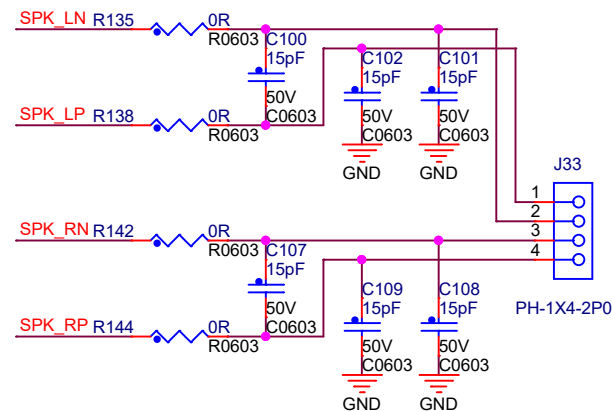 SPK_LN R135 0R
R0603
C100
15pF
50V
C0603
C102
15pF
50V
C0603
GND
C101
15pF
50V
C0603
GND
SPK_LP R138 0R
R0603
J33
1
2
3
4
PH-1X4-2P0
SPK_RN R142 0R
R0603
C107
15pF
50V
C0603
C109
15pF
50V
C0603
GND
C108
15pF
50V
C0603
GND
SPK_RP R144 0R
R0603